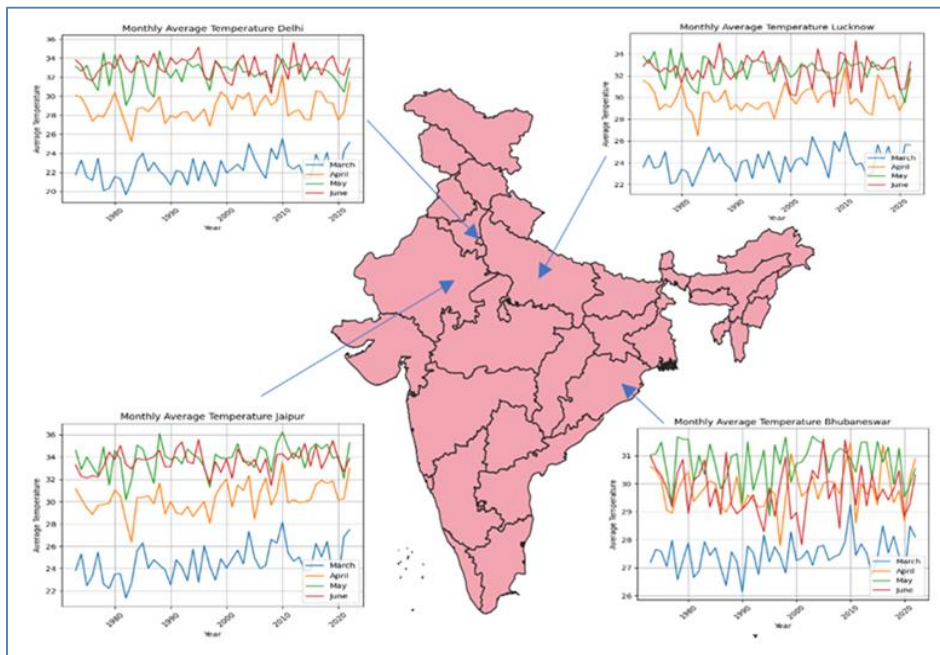 Monthly Average Temperature Delhi
Average Temperature
36
34
32
30
28
26
24
22
20
March
April
May
June
1980
1990
2000
2010
2020
Year
Monthly Average Temperature Lucknow
Average Temperature
34
32
30
28
26
24
22
March
April
May
June
1980
1990
2000
2010
2020
Year
Monthly Average Temperature Jaipur
Average Temperature
36
34
32
30
28
26
24
22
March
April
May
June
1980
1990
2000
2010
2020
Year
Monthly Average Temperature Bhubaneswar
Average Temperature
31
30
29
28
27
26
March
April
May
June
1980
1990
2000
2010
2020
Year